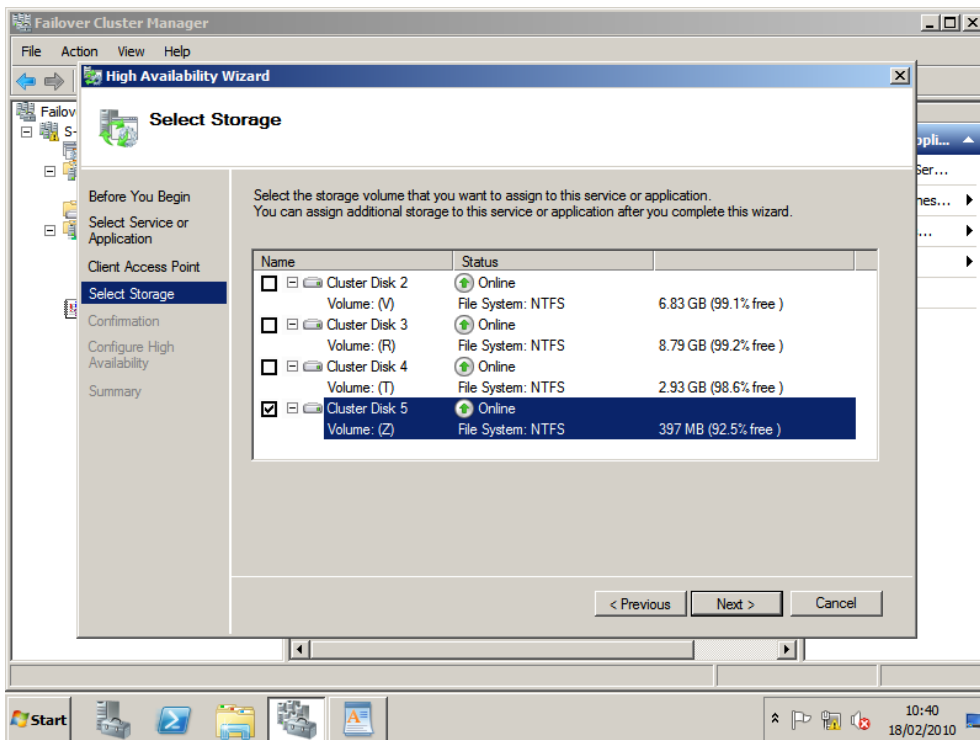 Failover Cluster Manager
File Action View Help
High Availability Wizard
Failov
S-
Select Storage
Before You Begin
Select Service or
Application
Client Access Point
Select Storage
Confirmation
Configure High
Availability
Summary
Select the storage volume that you want to assign to this service or application.
You can assign additional storage to this service or application after you complete this wizard.
Name Status
Cluster Disk 2 Online
Volume: (V) File System: NTFS 6.83 GB (99.1% free )
Cluster Disk 3 Online
Volume: (R) File System: NTFS 8.79 GB (99.2% free )
Cluster Disk 4 Online
Volume: (T) File System: NTFS 2.93 GB (98.6% free )
Cluster Disk 5 Online
Volume: (Z) File System: NTFS 397 MB (92.5% free )
< Previous Next > Cancel
ppli...
Ser...
nes...
...
Start
10:40
18/02/2010